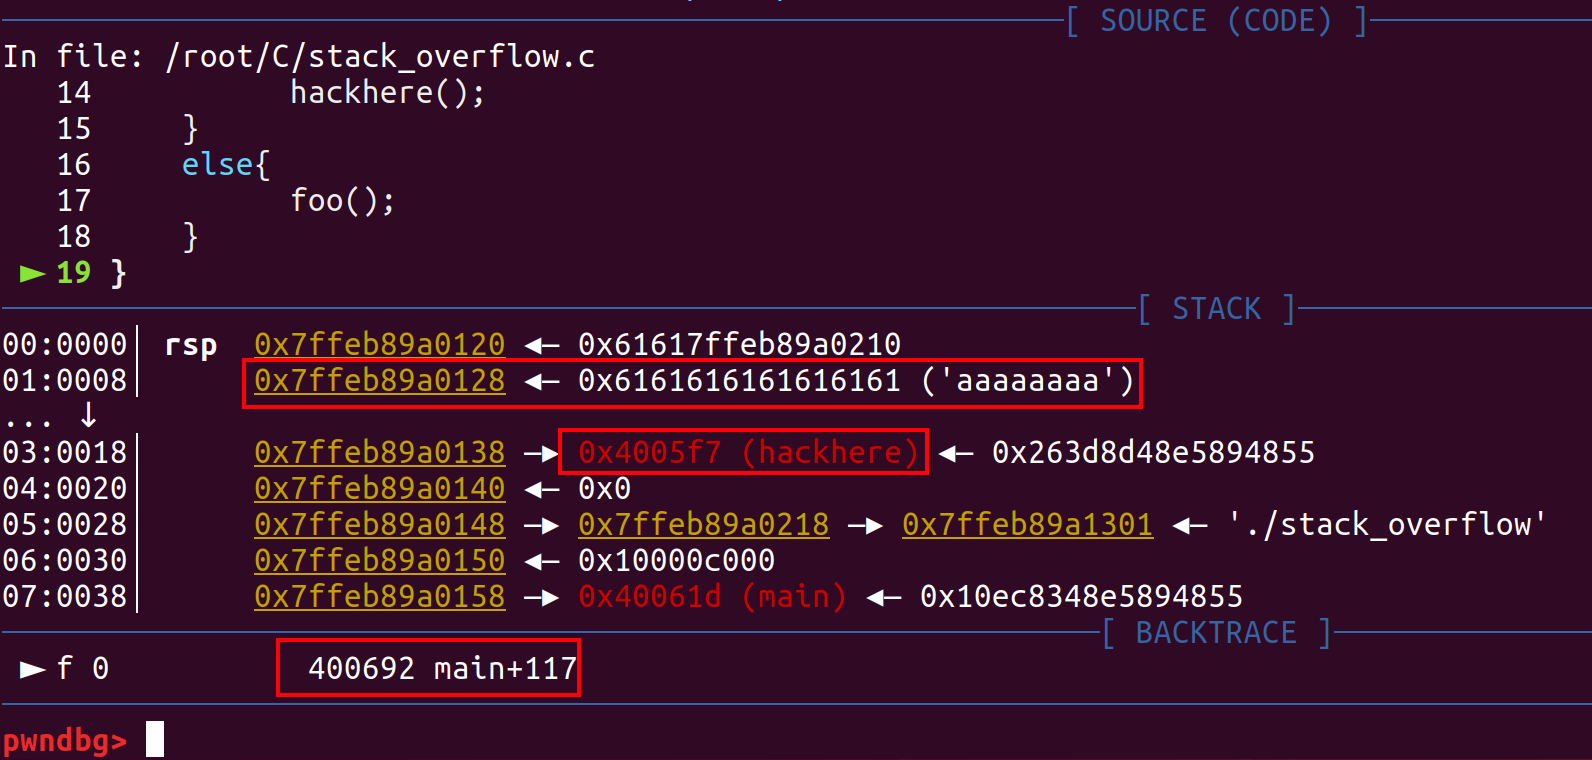 [ SOURCE (CODE) ]
In file: /root/C/stack_overflow.c
14 hackhere();
15 }
16 else{
17 foo();
18 }
► 19 }
[ STACK ]
00:0000│ rsp 0x7ffeb89a0120 ◄— 0x61617ffeb89a0210
01:0008│ 0x7ffeb89a0128 ◄— 0x6161616161616161 ('aaaaaaaa')
... ↓
03:0018│ 0x7ffeb89a0138 —► 0x4005f7 (hackhere) ◄— 0x263d8d48e5894855
04:0020│ 0x7ffeb89a0140 ◄— 0x0
05:0028│ 0x7ffeb89a0148 —► 0x7ffeb89a0218 —► 0x7ffeb89a1301 ◄— './stack_overflow'
06:0030│ 0x7ffeb89a0150 ◄— 0x10000c000
07:0038│ 0x7ffeb89a0158 —► 0x40061d (main) ◄— 0x10ec8348e5894855
[ BACKTRACE ]
► f 0 400692 main+117
pwndbg>